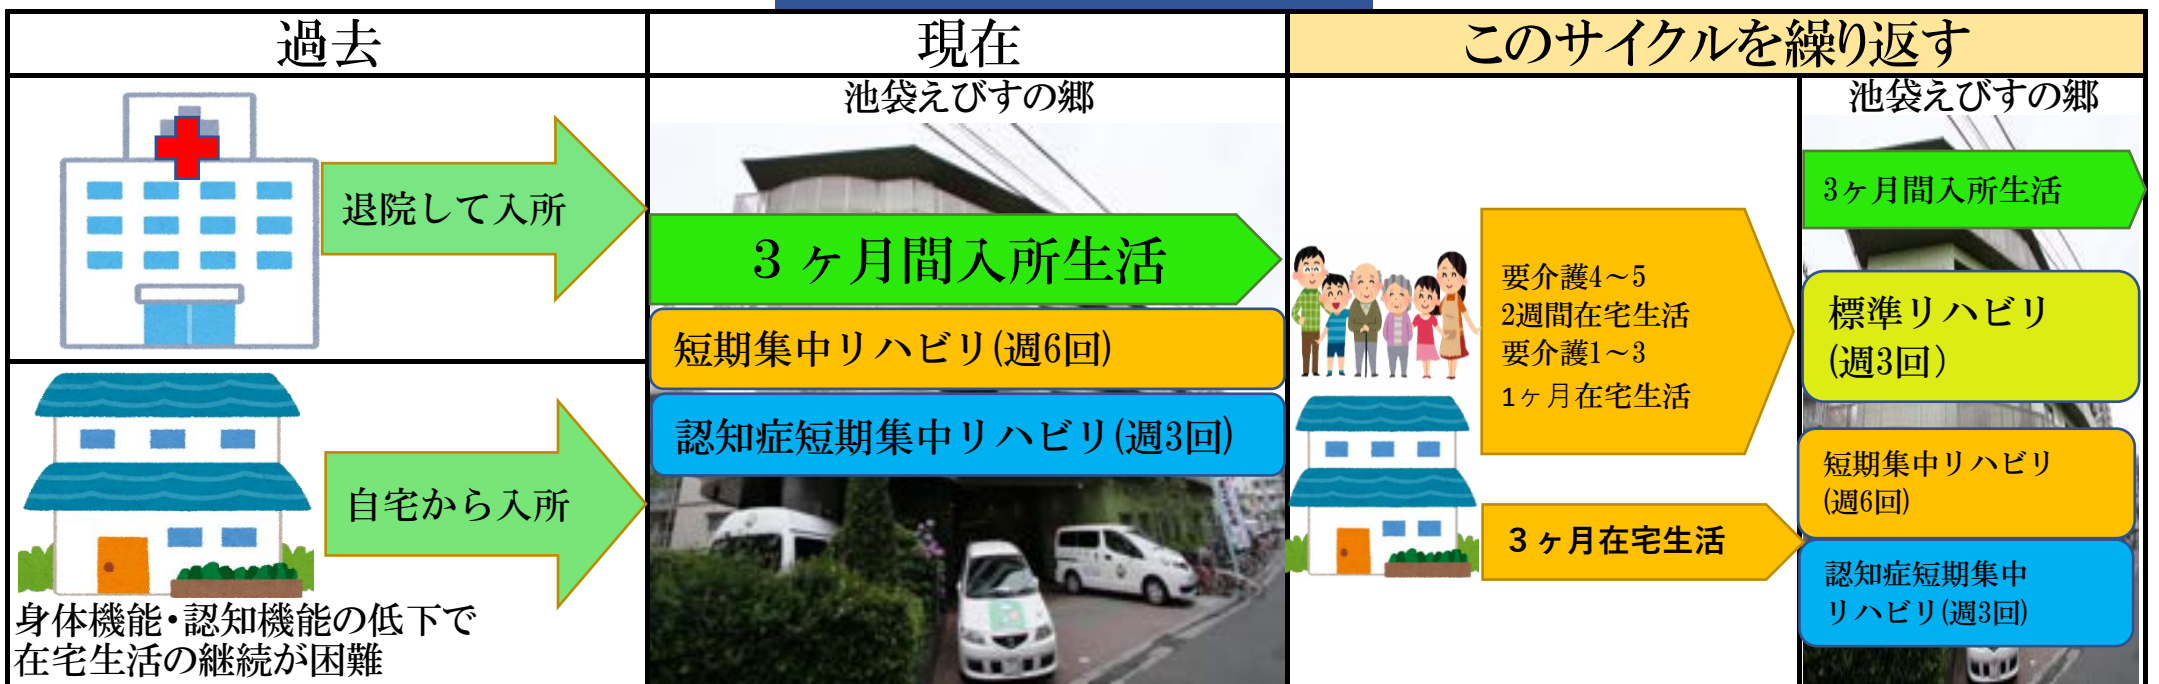 過去
現在
このサイクルを繰り返す
退院して入所
自宅から入所
身体機能・認知機能の低下で
在宅生活の継続が困難
池袋えびすの郷
３ヶ月間入所生活
短期集中リハビリ(週6回)
認知症短期集中リハビリ(週3回)
要介護4～5
2週間在宅生活
要介護1～3
1ヶ月在宅生活
３ヶ月在宅生活
池袋えびすの郷
3ヶ月間入所生活
標準リハビリ
(週3回）
短期集中リハビリ
(週6回)
認知症短期集中
リハビリ(週3回)